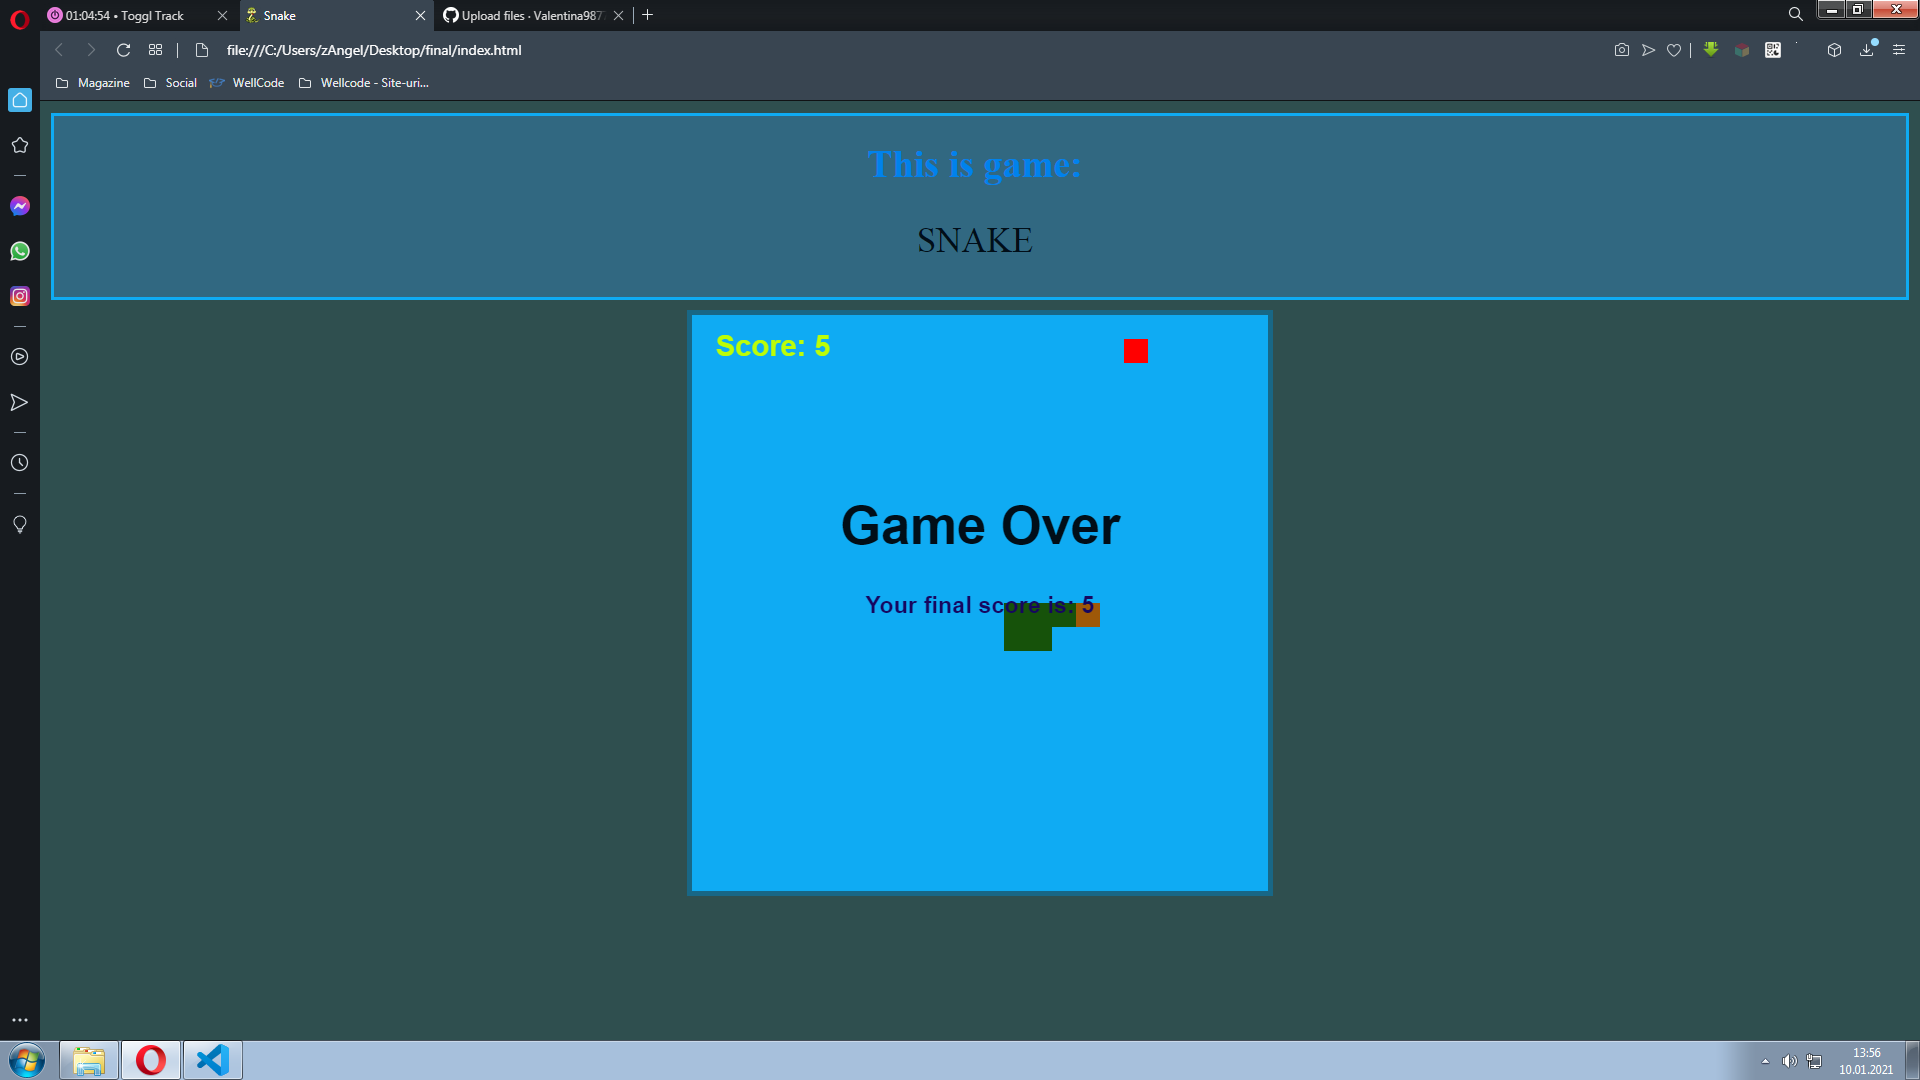 01:04:54 • Toggl Track
Snake
Upload files · Valentina987
file:///C:/Users/zAngel/Desktop/final/index.html
Magazine
Social
WellCode
Wellcode - Site-uri...
This is game:
SNAKE
Score: 5
Game Over
Your final score is: 5
13:56
10.01.2021